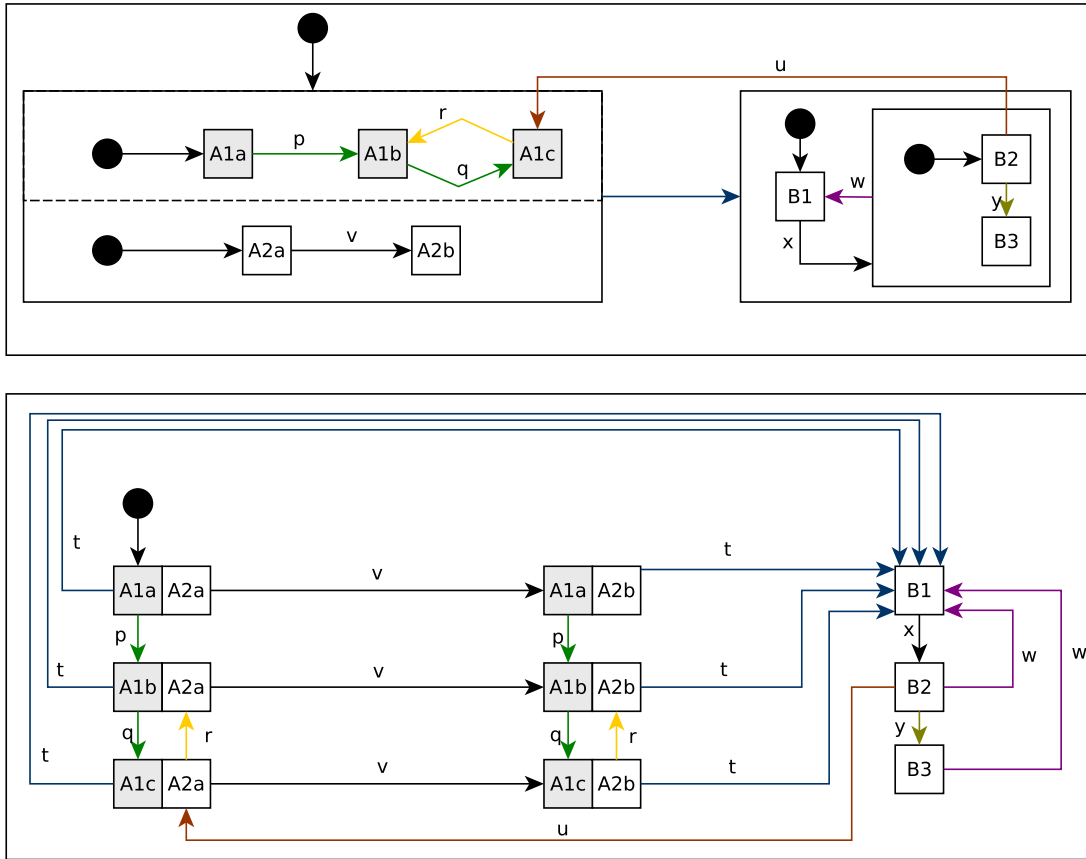 u
r
p
A1a
A1b
A1c
q
B2
w
B1
y
v
x
B3
A2a
A2b
t
v
t
A1a
A2a
A1a
A2b
B1
p
p
x
t
v
t
w
w
A1b
A2a
A1b
A2b
B2
q
r
q
r
y
t
v
t
A1c
A2a
A1c
A2b
B3
u